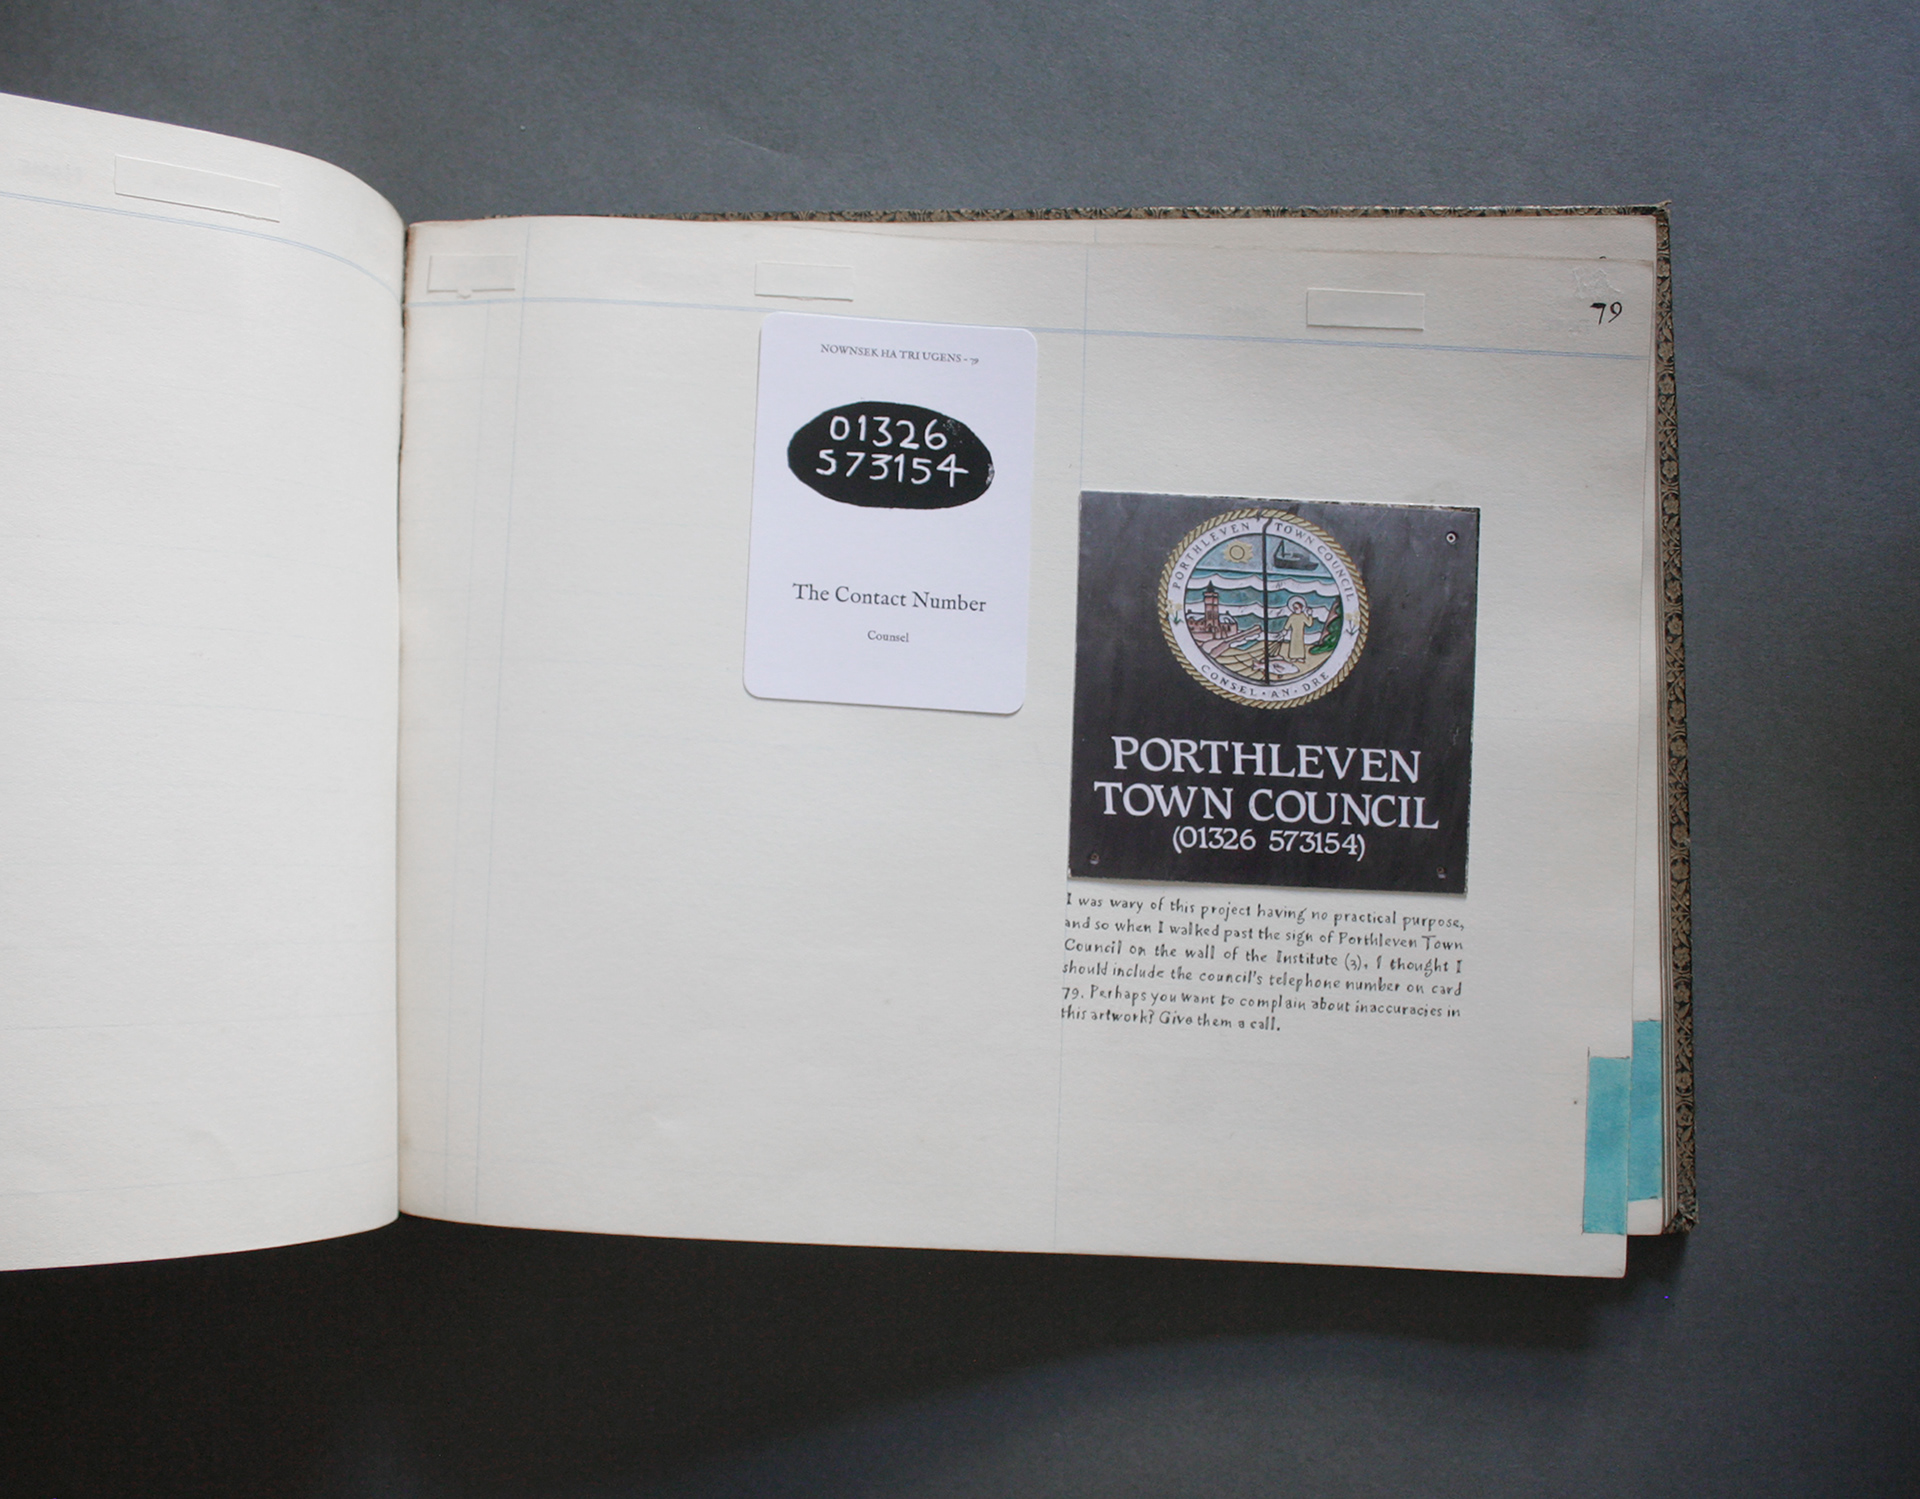 79
NOWNSEK HA TRI UGENS - 79
01326
573154
The Contact Number
Counsel
PORTHLEVEN TOWN COUNCIL
CONSEL · AN · DRE
PORTHLEVEN
TOWN COUNCIL
(01326 573154)
I was wary of this project having no practical purpose,
and so when I walked past the sign of Porthleven Town
Council on the wall of the Institute (3), I thought I
should include the council's telephone number on card
79. Perhaps you want to complain about inaccuracies in
this artwork? Give them a call.